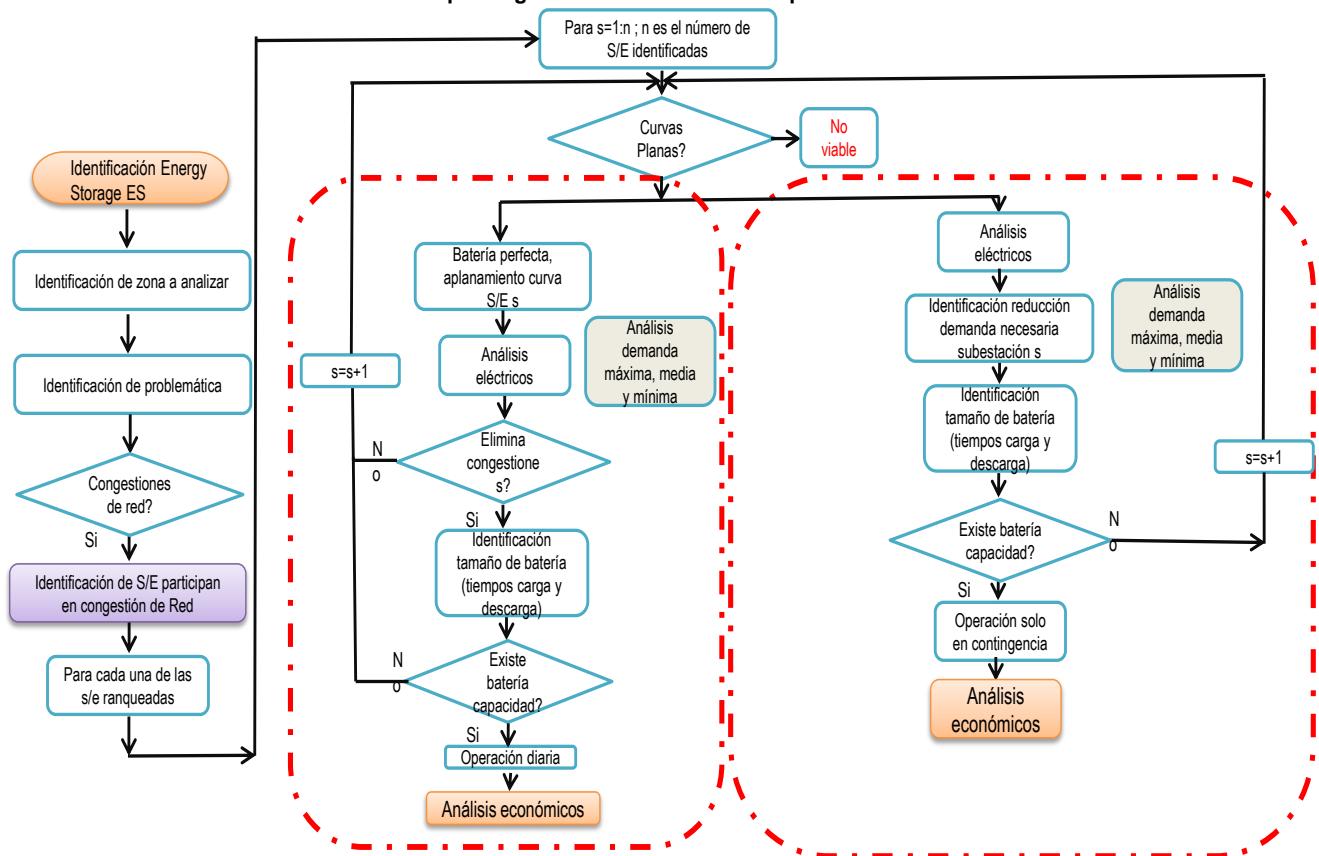 Para s=1:n ; n es el número de
S/E identificadas
Curvas
Planas?
No
viable
Identificación Energy
Storage ES
Identificación de zona a analizar
Identificación de problemática
Congestiones
de red?
Si
Identificación de S/E participan
en congestión de Red
Para cada una de las
s/e ranqueadas
Batería perfecta,
aplanamiento curva
S/E s
Análisis
eléctricos
Análisis
demanda
máxima, media
y mínima
s=s+1
Elimina
congestione
s?
N
o
Si
Identificación
tamaño de batería
(tiempos carga y
descarga)
Existe
batería
capacidad?
N
o
Si
Operación diaria
Análisis económicos
Análisis
eléctricos
Identificación reducción
demanda necesaria
subestación s
Análisis
demanda
máxima, media
y mínima
Identificación
tamaño de batería
(tiempos carga y
descarga)
s=s+1
Existe batería
capacidad?
N
o
Si
Operación solo
en contingencia
Análisis
económicos